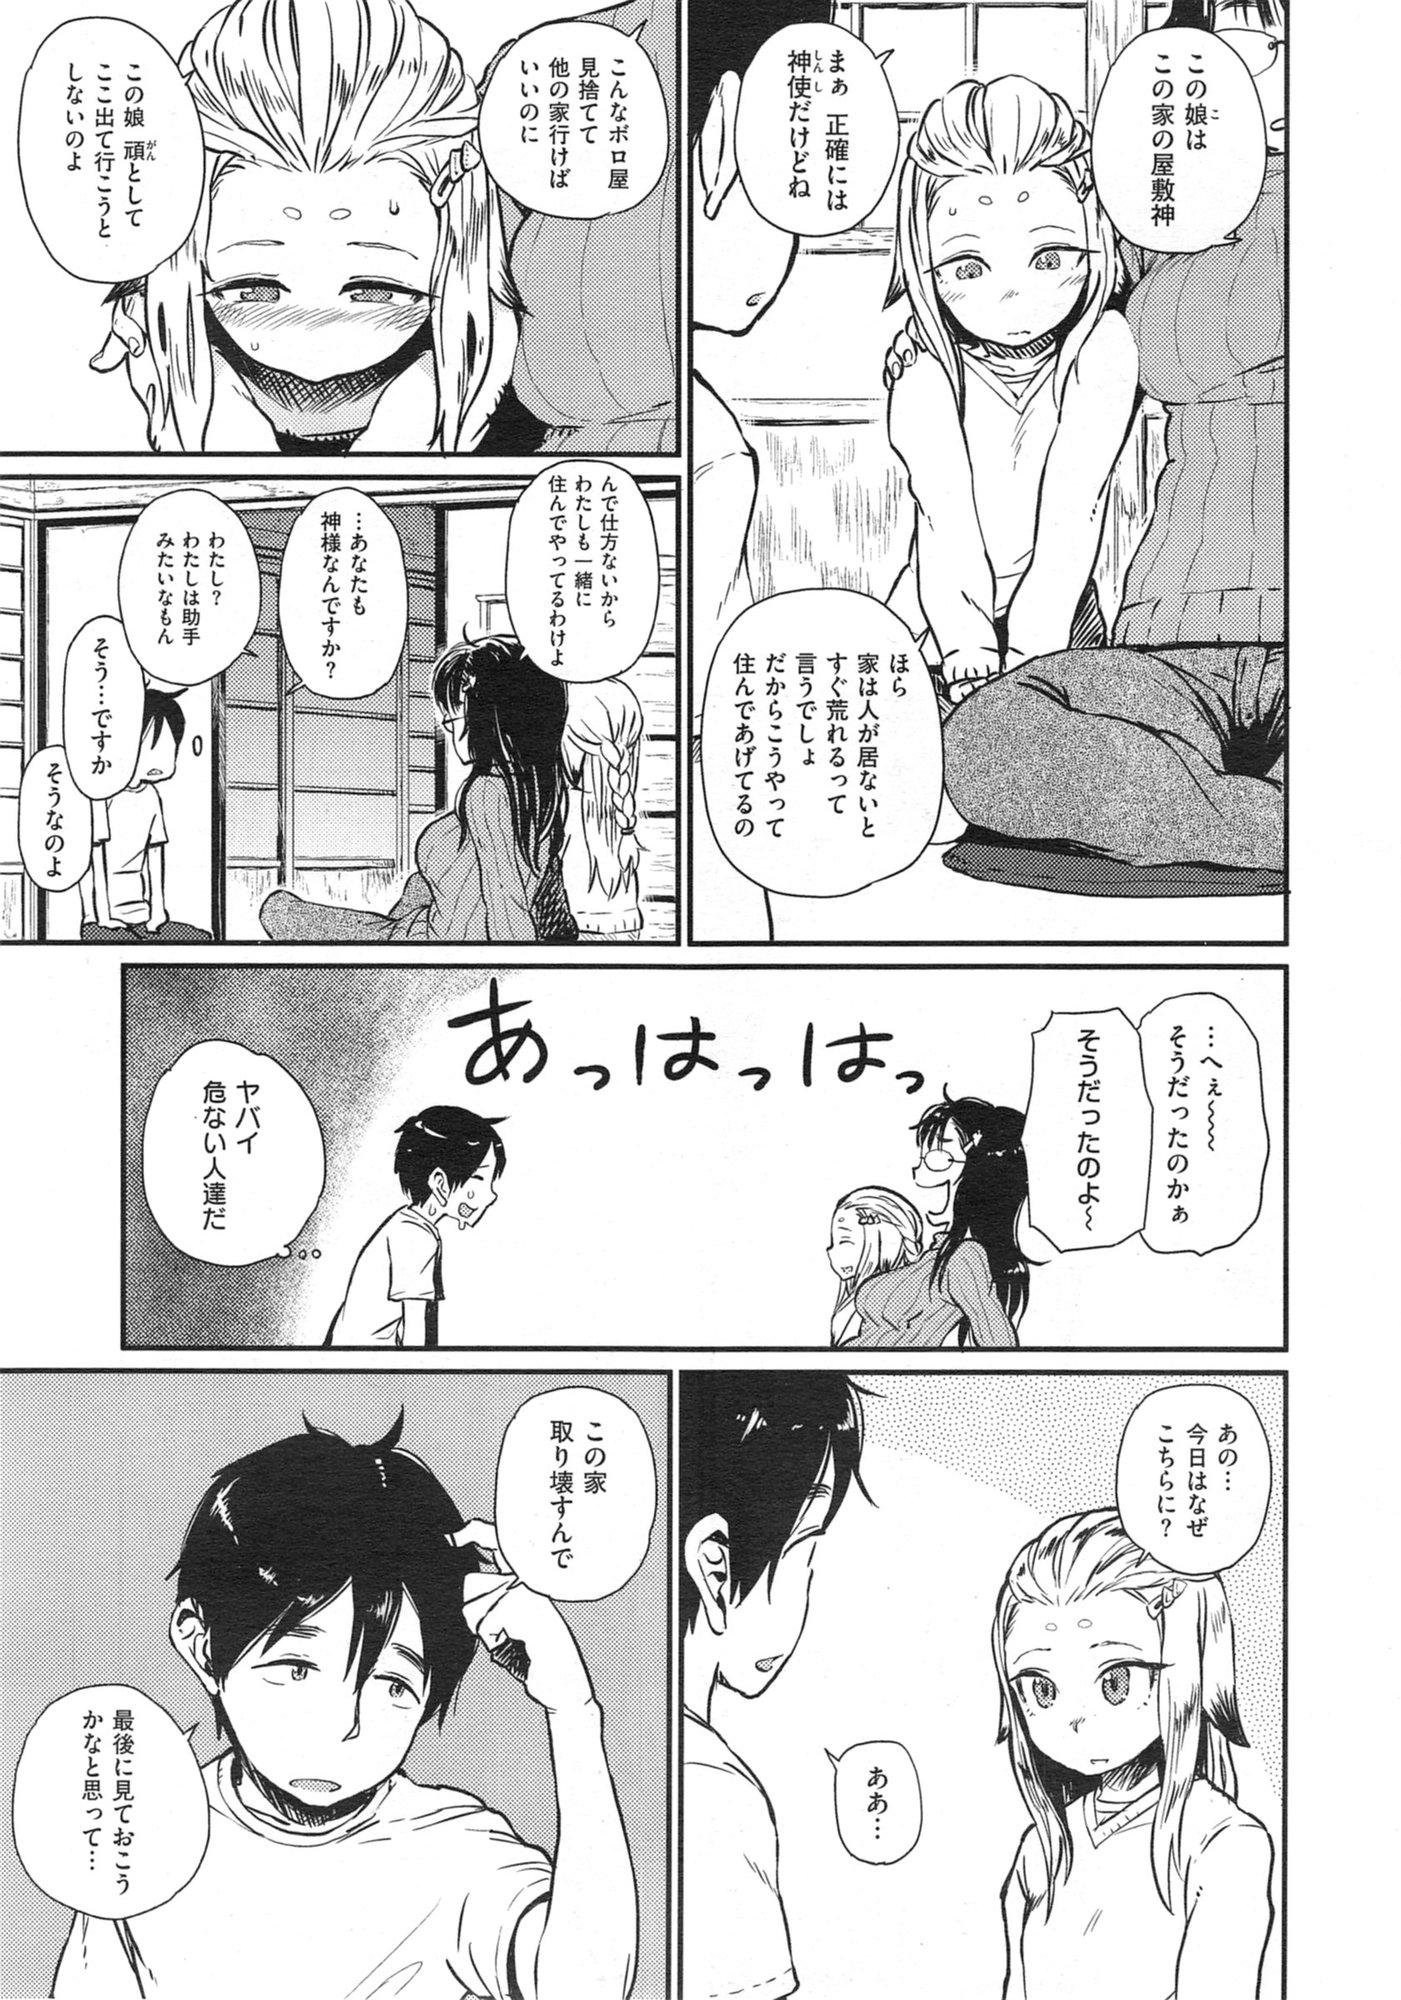 この娘は
この家の屋敷神
まぁ 正確には
神使だけどね
ほら
家は人が居ないと
すぐ荒れるって
言うでしょ
だからこうやって
住んであげてるの
こんなボロ屋
見捨てて
他の家行けば
いいのに
この娘 頑として
ここ出て行こうと
しないのよ
んで仕方ないから
わたしも一緒に
住んでやってるわけよ
…あなたも
神様なんですか?
わたし?
わたしは助手
みたいなもん
そう…ですか
そうなのよ
…へぇ〜〜〜
そうだったのかぁ
そうだったのよ〜
あっはっはっ
ヤバイ
危ない人達だ
あの…
今日はなぜ
こちらに?
ああ…
この家
取り壊すんで
最後に見ておこう
かなと思って…